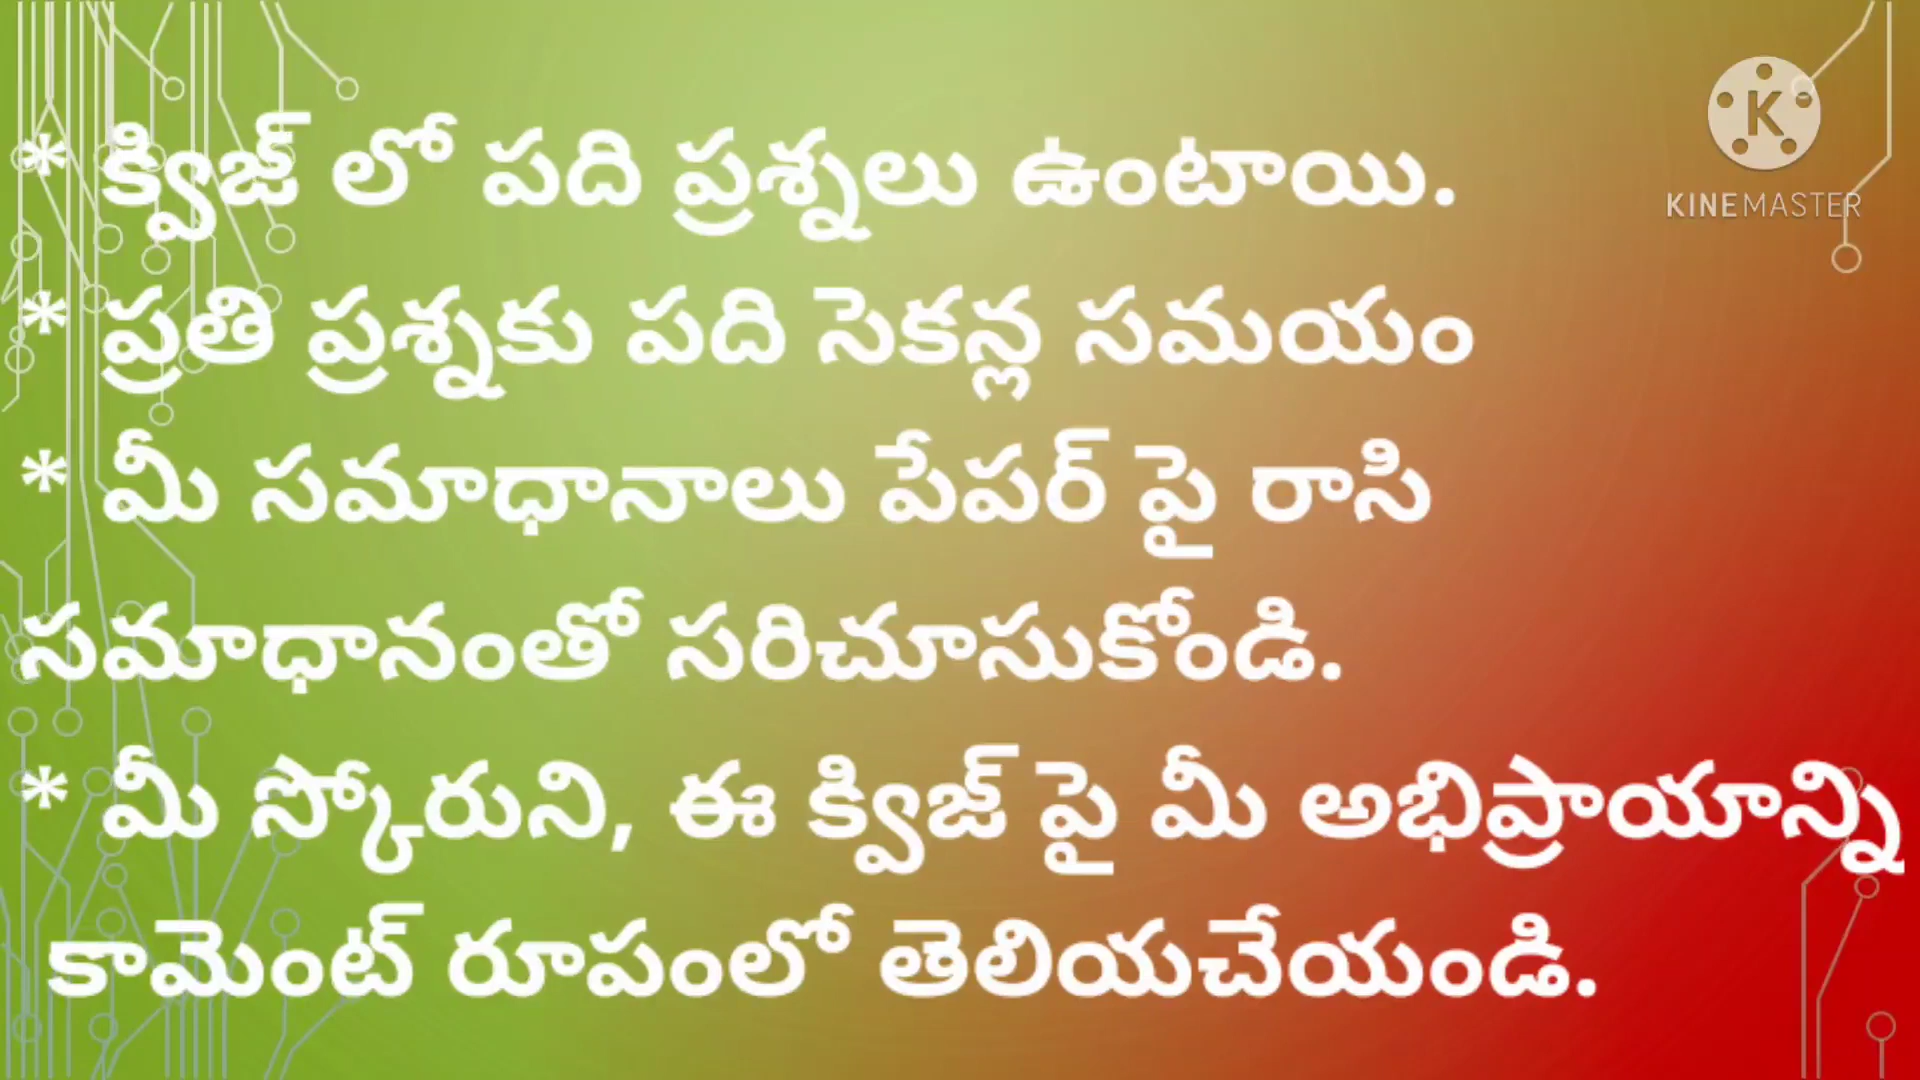 * క్విజ్ లో పది ప్రశ్నలు ఉంటాయి.
KINEMASTER
* ప్రతి ప్రశ్నకు పది సెకన్ల సమయం
* మీ సమాధానాలు పేపర్ పై రాసి
సమాధానంతో సరిచూసుకోండి.
* మీ స్కోరుని, ఈ క్విజ్ పై మీ అభిప్రాయాన్ని
కామెంట్ రూపంలో తెలియచేయండి.